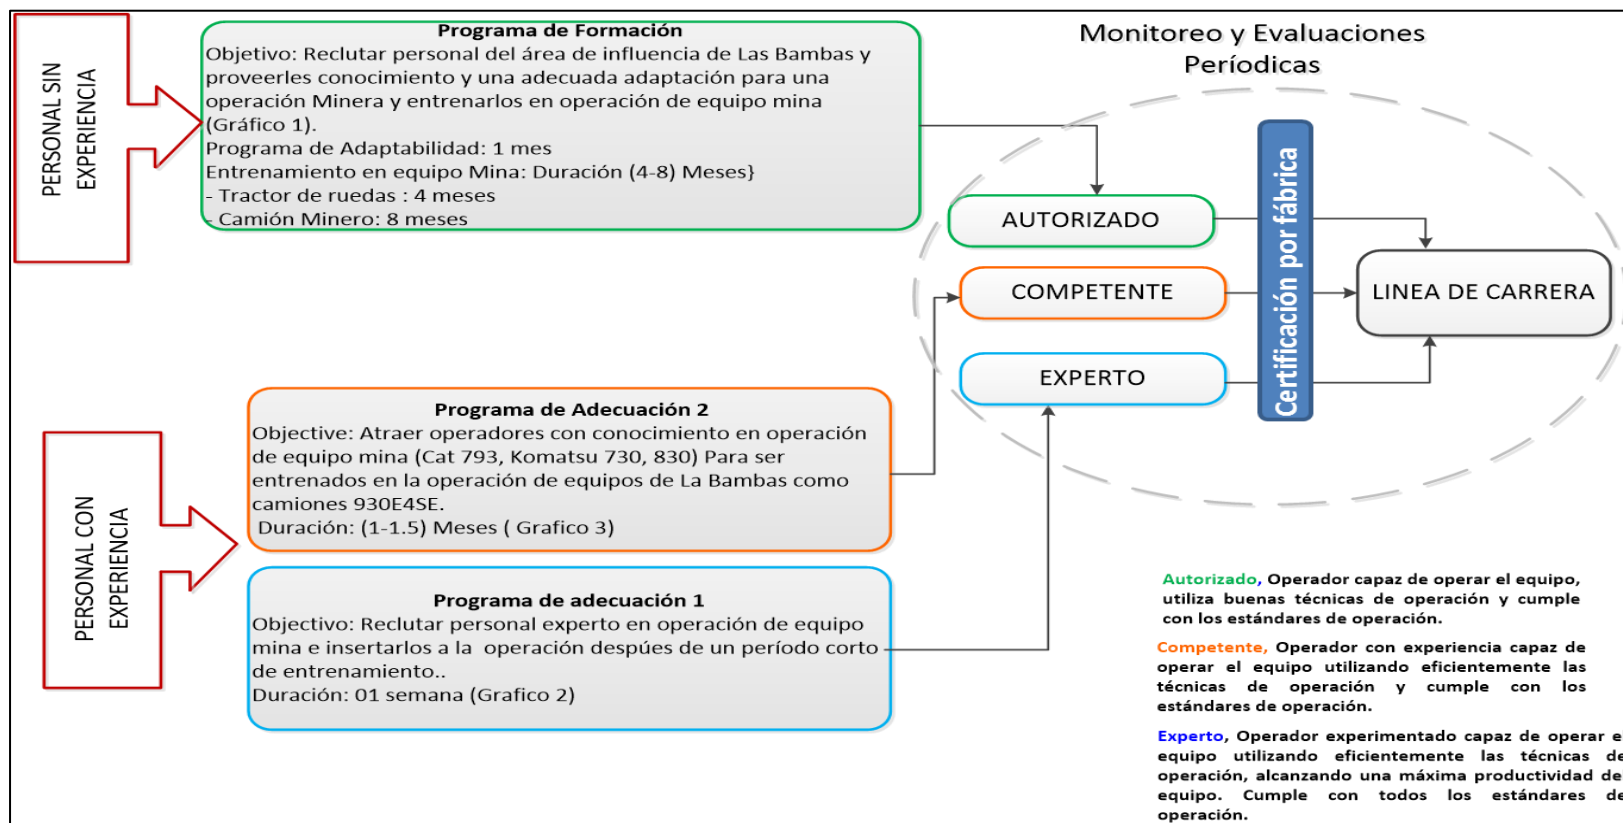 PERSONAL SIN
EXPERIENCIA
Programa de Formación
Objetivo: Reclutar personal del área de influencia de Las Bambas y
proveerles conocimiento y una adecuada adaptación para una
operación Minera y entrenarlos en operación de equipo mina
(Gráfico 1).
Programa de Adaptabilidad: 1 mes
Entrenamiento en equipo Mina: Duración (4-8) Meses}
- Tractor de ruedas : 4 meses
- Camión Minero: 8 meses
Monitoreo y Evaluaciones
Períodicas
AUTORIZADO
COMPETENTE
EXPERTO
Certificación por fábrica
LINEA DE CARRERA
PERSONAL CON
EXPERIENCIA
Programa de Adecuación 2
Objective: Atraer operadores con conocimiento en operación
de equipo mina (Cat 793, Komatsu 730, 830) Para ser
entrenados en la operación de equipos de La Bambas como
camiones 930E4SE.
Duración: (1-1.5) Meses ( Grafico 3)
Programa de adecuación 1
Objectivo: Reclutar personal experto en operación de equipo
mina e insertarlos a la operación despúes de un período corto
de entrenamiento..
Duración: 01 semana (Grafico 2)
Autorizado, Operador capaz de operar el equipo,
utiliza buenas técnicas de operación y cumple
con los estándares de operación.
Competente, Operador con experiencia capaz de
operar el equipo utilizando eficientemente las
técnicas de operación y cumple con los
estándares de operación.
Experto, Operador experimentado capaz de operar e
equipo utilizando eficientemente las técnicas de
operación, alcanzando una máxima productividad de
equipo. Cumple con todos los estándares de
operación.